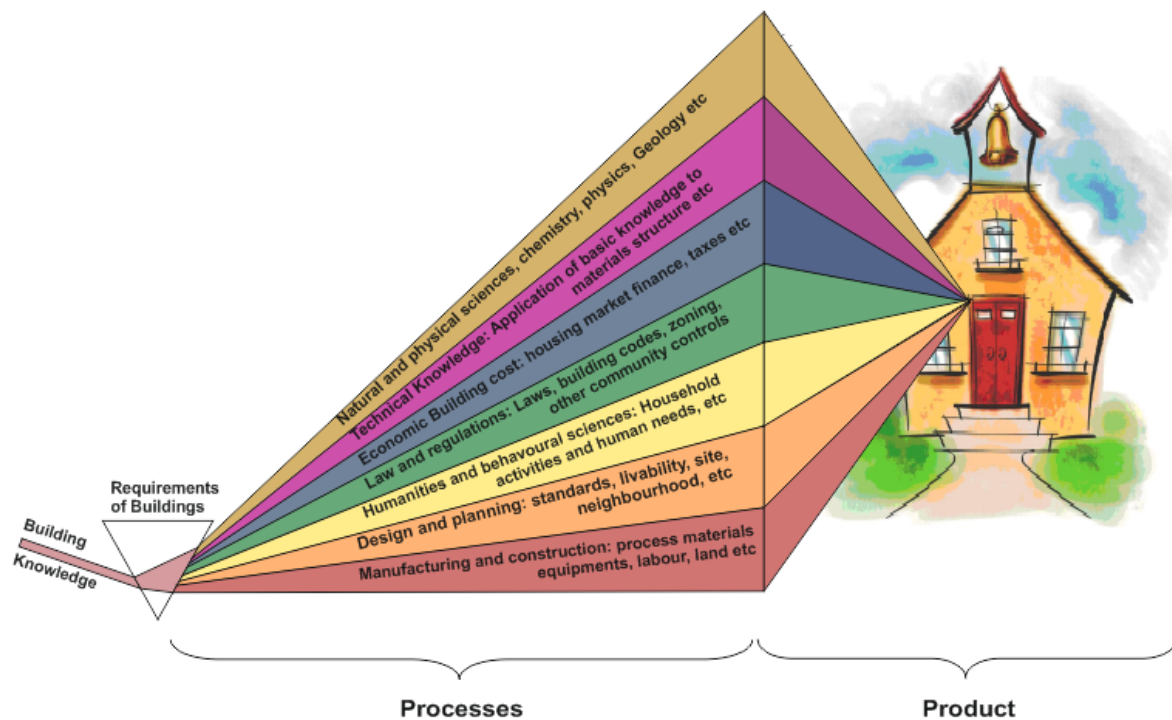 Natural and physical sciences, chemistry, physics, Geology etc
Technical Knowledge: Application of basic knowledge to
materials structure etc
Economic Building cost: housing market finance, taxes etc
Law and regulations: Laws, building codes, zoning,
other community controls
Humanities and behavoural sciences: Household
activities and human needs, etc
Design and planning: standards, livability, site,
neighbourhood, etc
Manufacturing and construction: process materials
equipments, labour, land etc
Requirements
of Buildings
Building
Knowledge
Processes
Product